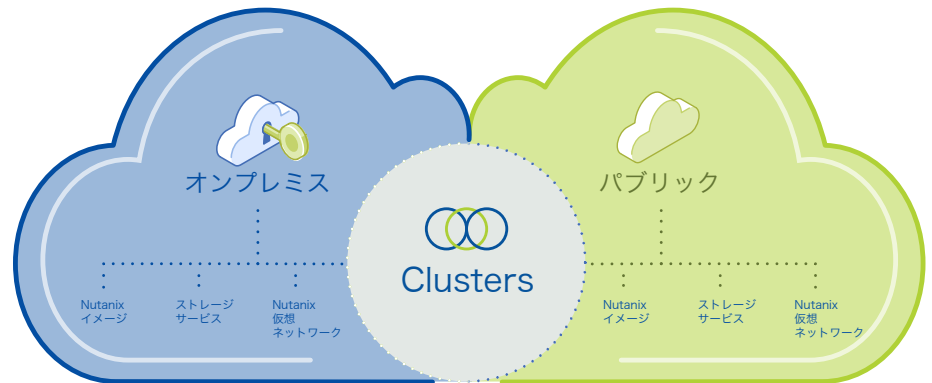 オンプレミス
パブリック
Clusters
Nutanix
イメージ
ストレージ
サービス
Nutanix
仮想
ネットワーク
Nutanix
イメージ
ストレージ
サービス
Nutanix
仮想
ネットワーク